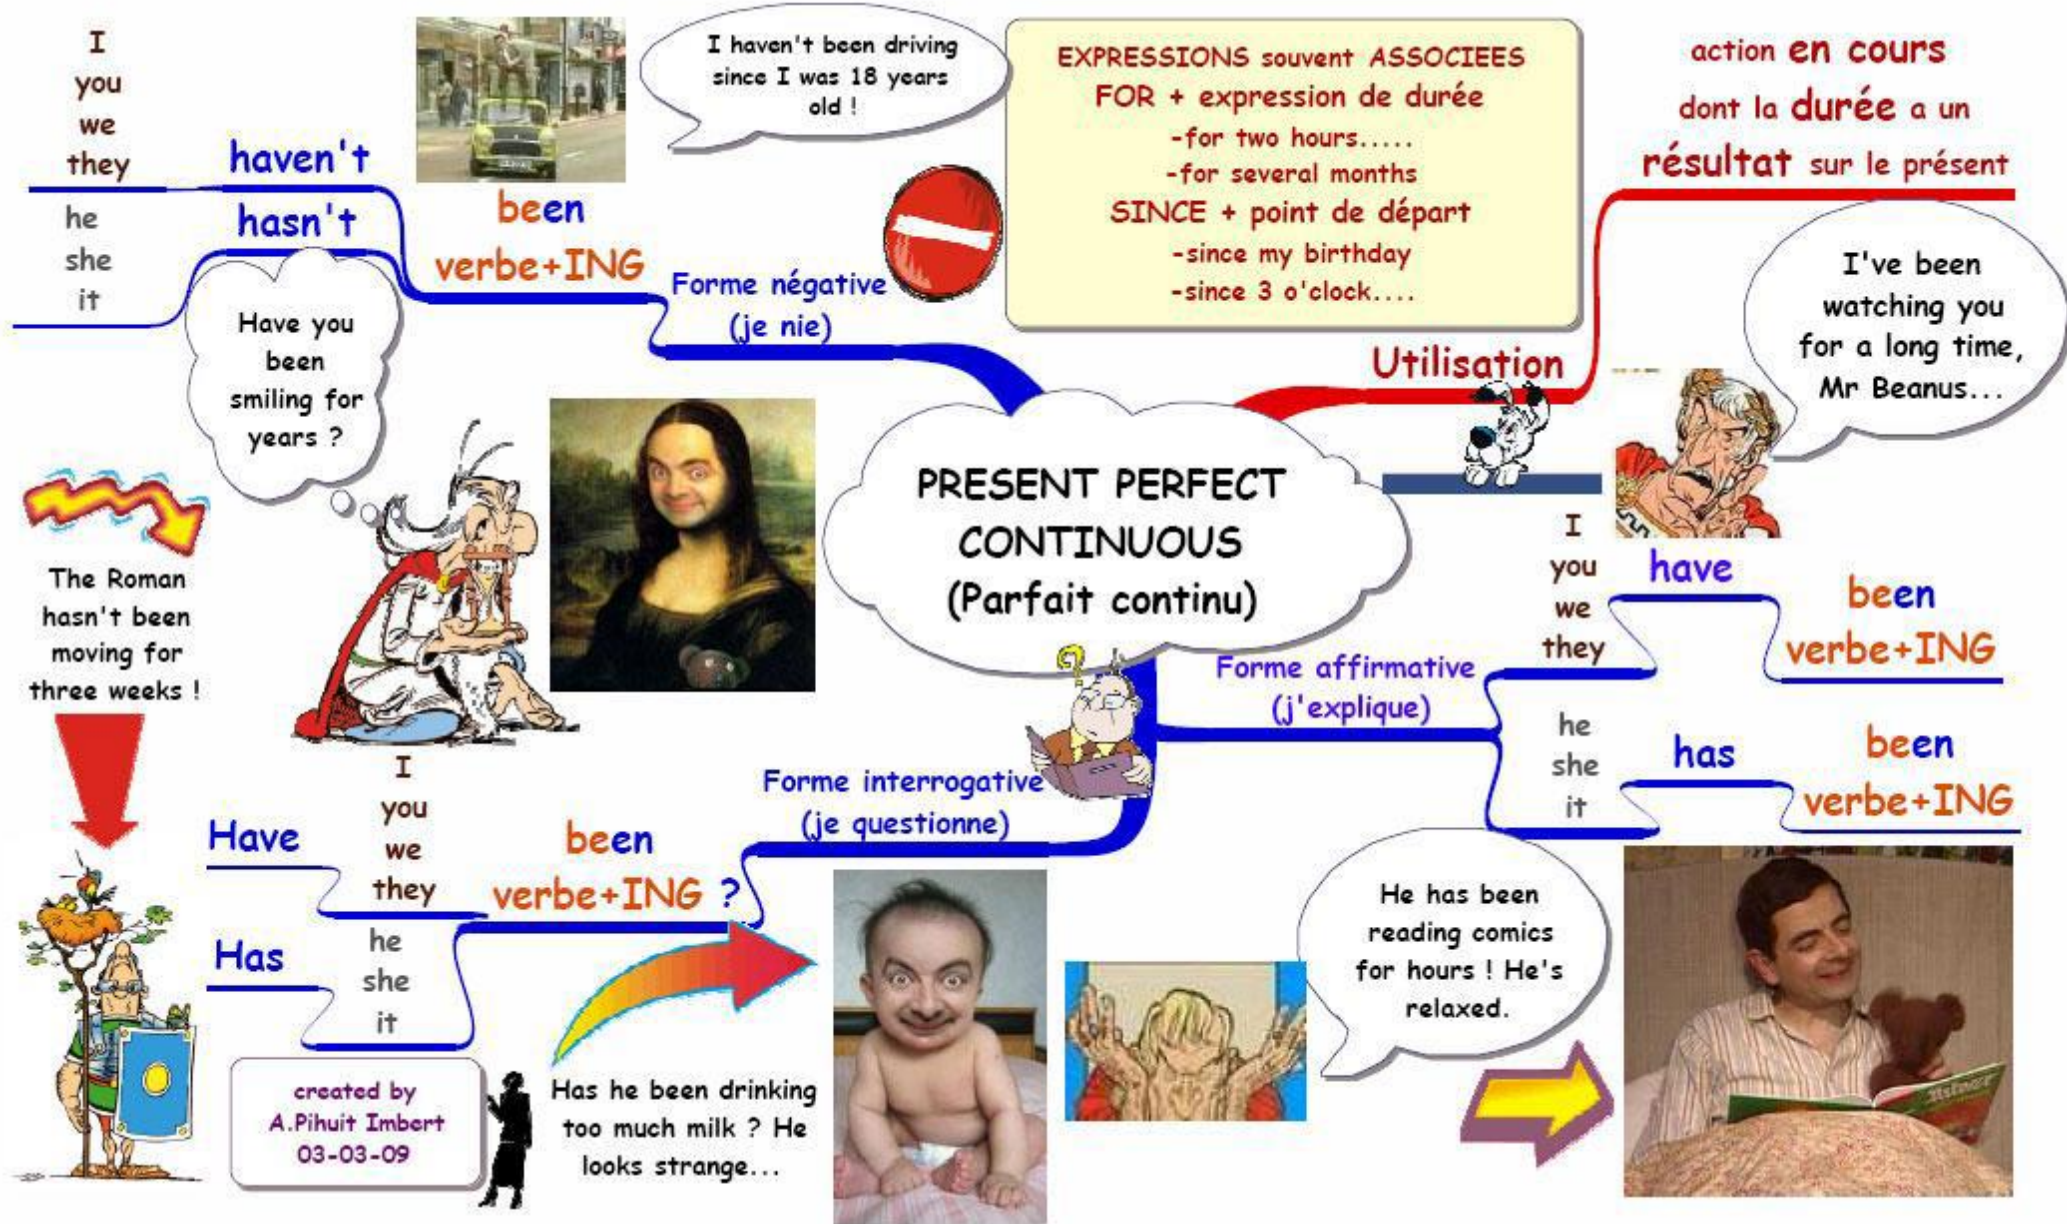 I
you
we
they
he
she
it
haven't
hasn't
been
verbe+ING
Forme négative
(je nie)
I haven't been driving
since I was 18 years
old !
EXPRESSIONS souvent ASSOCIEES
FOR + expression de durée
-for two hours.....
-for several months
SINCE + point de départ
-since my birthday
-since 3 o'clock....
action en cours
dont la durée a un
résultat sur le présent
Utilisation
I've been
watching you
for a long time,
Mr Beanus...
Have you
been
smiling for
years ?
The Roman
hasn't been
moving for
three weeks !
PRESENT PERFECT
CONTINUOUS
(Parfait continu)
Forme affirmative
(j'explique)
I
you
we
they
have
been
verbe+ING
he
she
it
has
been
verbe+ING
Forme interrogative
(je questionne)
Have
I
you
we
they
Has
he
she
it
been
verbe+ING ?
Has he been drinking
too much milk ? He
looks strange...
He has been
reading comics
for hours ! He's
relaxed.
created by
A.Pihuit Imbert
03-03-09